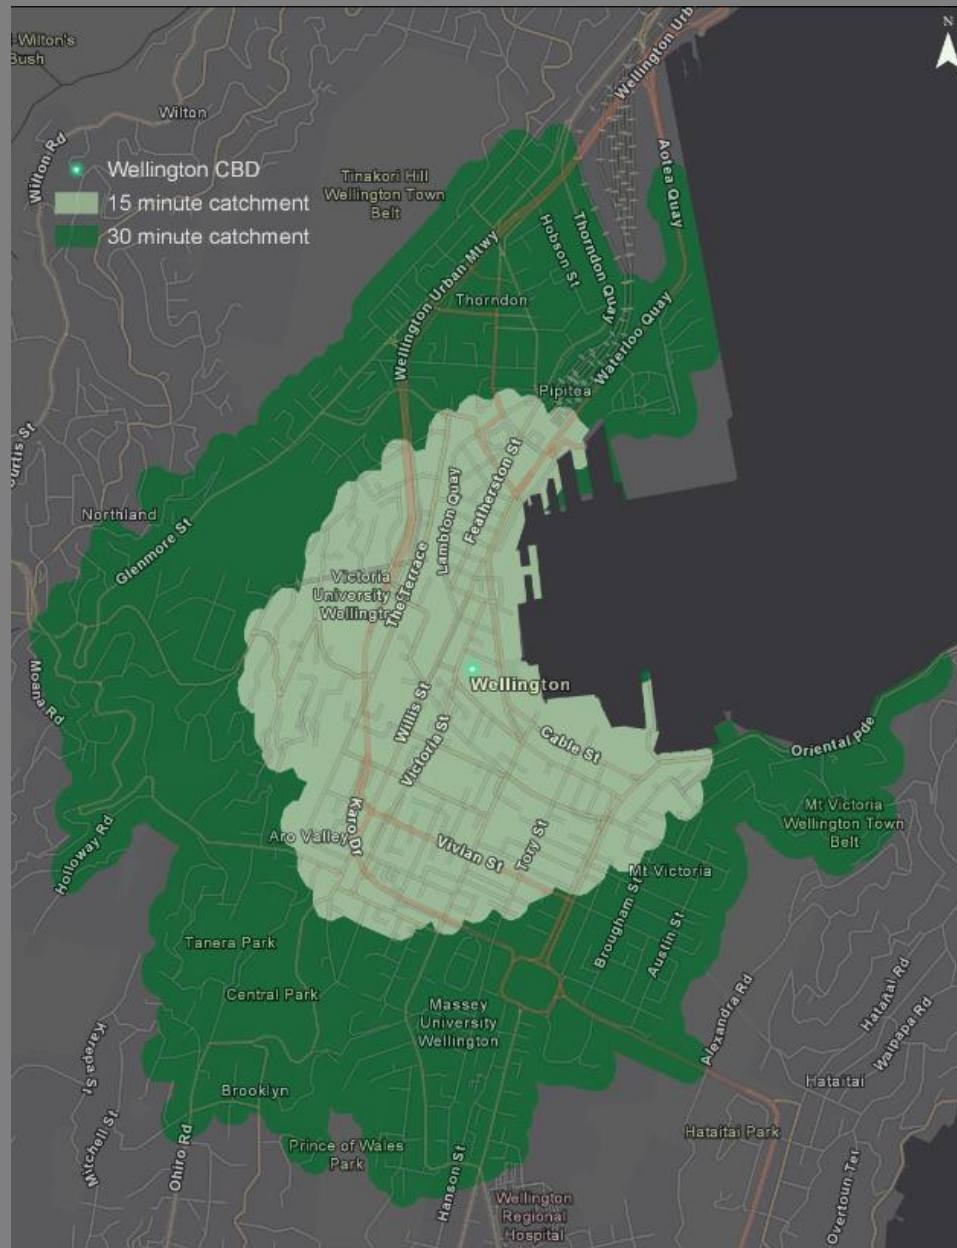 N
Wellington Urb
-Wilton's
Bush
Wilton
Wilton Rd
Wellington CBD
15 minute catchment
30 minute catchment
Tinakori Hill
Wellington Town
Belt
Aotea Quay
Hobson St
Thorndon Quay
Wellington Urban Mtwy
Thorndon
Waterloo Quay
Pipitea
Curtis St
Lambton Quay
Featherston St
Northland
Glenmore St
Victoria
University
Wellingt
The Terrace
Moana Rd
Wellington
Willis St
Victoria St
Cable St
Oriental Pde
Mt Victoria
Wellington Town
Belt
Karo Dr
Aro Valley
Holloway Rd
Vivian St
Tory St
Mt Victoria
Brougham St
Austin St
Tanera Park
Central Park
Massey
University
Wellington
Alexandra Rd
Hataitai Rd
Waipapa Rd
Karepa St
Hataitai
Brooklyn
Mitchell St
Ohiro Rd
Prince of Wales
Park
Hataitai Park
Hanson St
Wellington
Regional
Hospital
Overtoun Ter